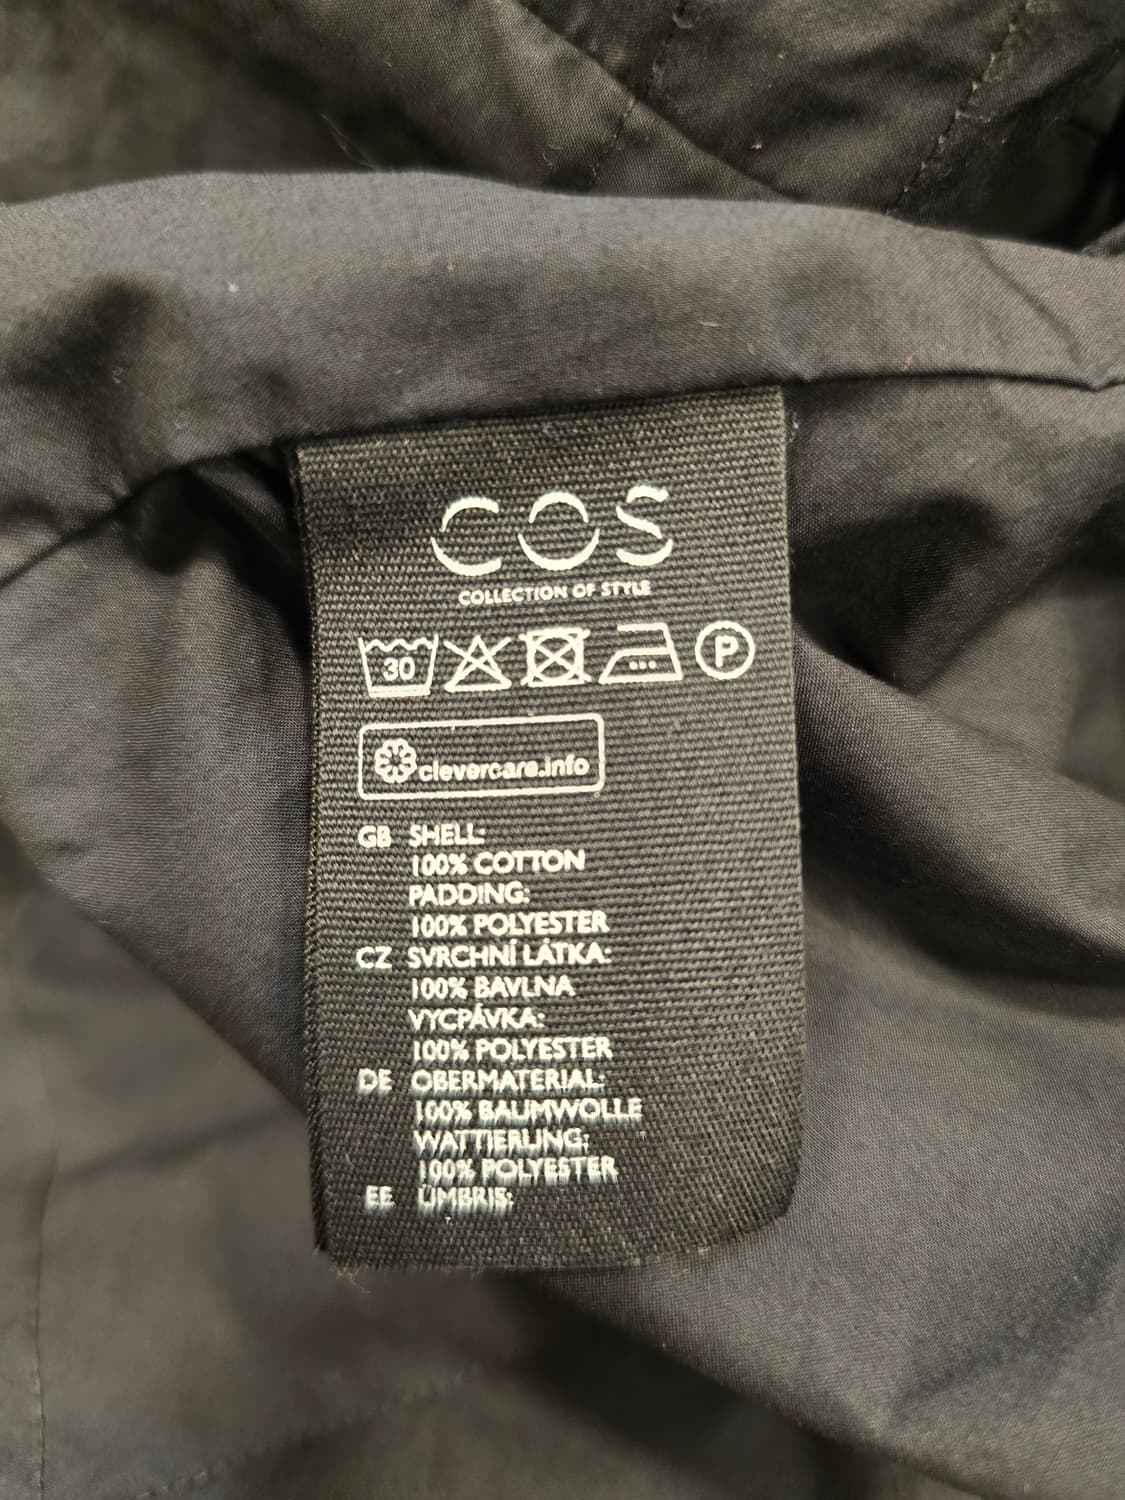 COS
COLLECTION OF STYLE
30 P
clevercare.info
GB SHELL:
100% COTTON
PADDING:
100% POLYESTER
CZ SVRCHNÍ LÁTKA:
100% BAVLNA
VYCPÁVKA:
100% POLYESTER
DE OBERMATERIAL:
100% BAUMWOLLE
WATTIERUNG:
100% POLYESTER
EE ÜMBRIS: